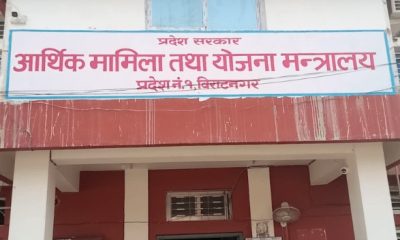 प्रदेश सरकार
आर्थिक मामिला तथा योजना मन्त्रालय
प्रदेश नं.१,विराटनगर